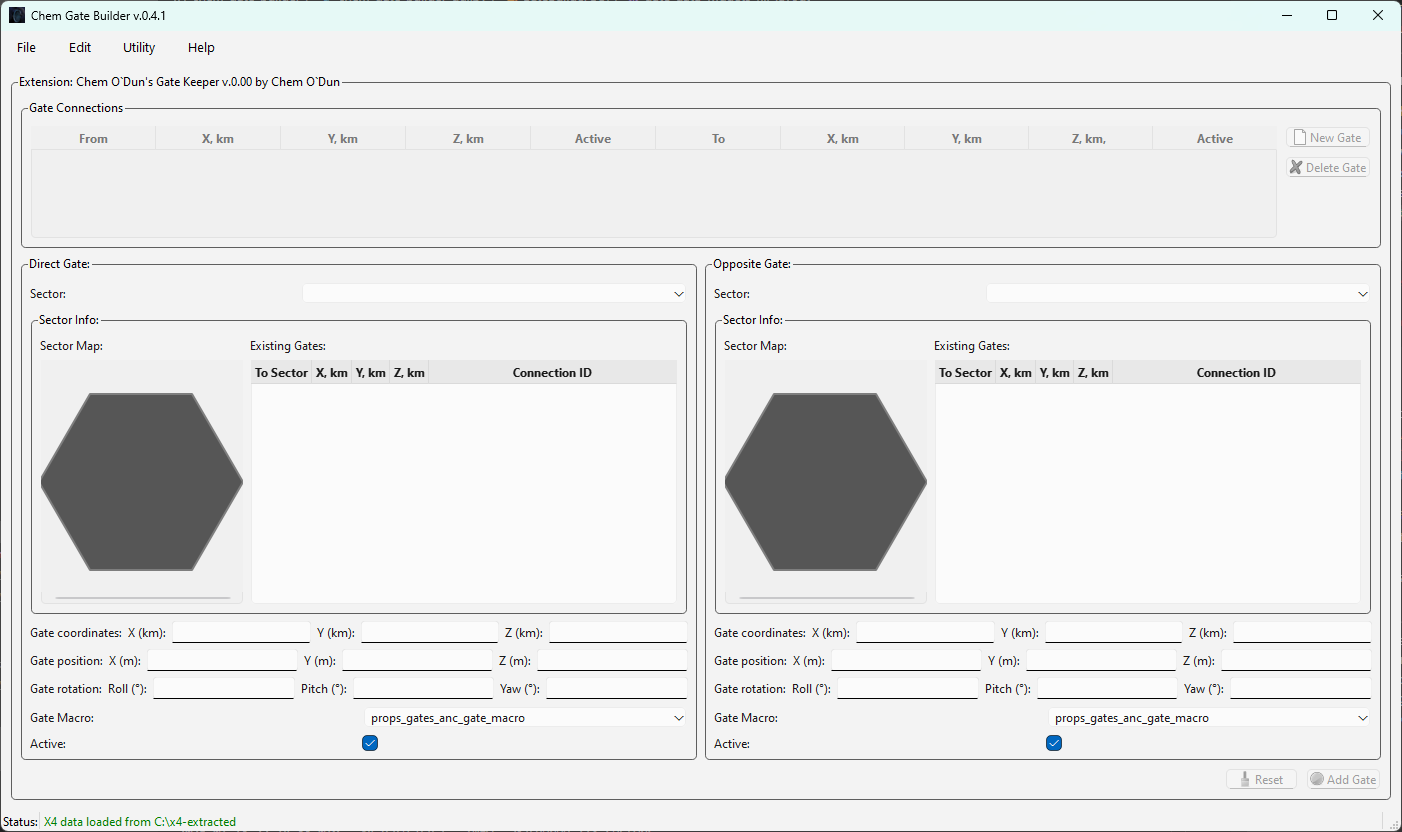 Chem Gate Builder v.0.4.1
File Edit Utility Help
Extension: Chem O`Dun's Gate Keeper v.0.00 by Chem O`Dun
Gate Connections
From X, km Y, km Z, km Active To X, km Y, km Z, km, Active
New Gate
Delete Gate
Direct Gate:
Sector:
Sector Info:
Sector Map: Existing Gates:
To Sector X, km Y, km Z, km Connection ID
Gate coordinates: X (km): Y (km): Z (km):
Gate position: X (m): Y (m): Z (m):
Gate rotation: Roll (°): Pitch (°): Yaw (°):
Gate Macro: props_gates_anc_gate_macro
Active:
Opposite Gate:
Sector:
Sector Info:
Sector Map: Existing Gates:
To Sector X, km Y, km Z, km Connection ID
Gate coordinates: X (km): Y (km): Z (km):
Gate position: X (m): Y (m): Z (m):
Gate rotation: Roll (°): Pitch (°): Yaw (°):
Gate Macro: props_gates_anc_gate_macro
Active:
Reset Add Gate
Status: X4 data loaded from C:\x4-extracted